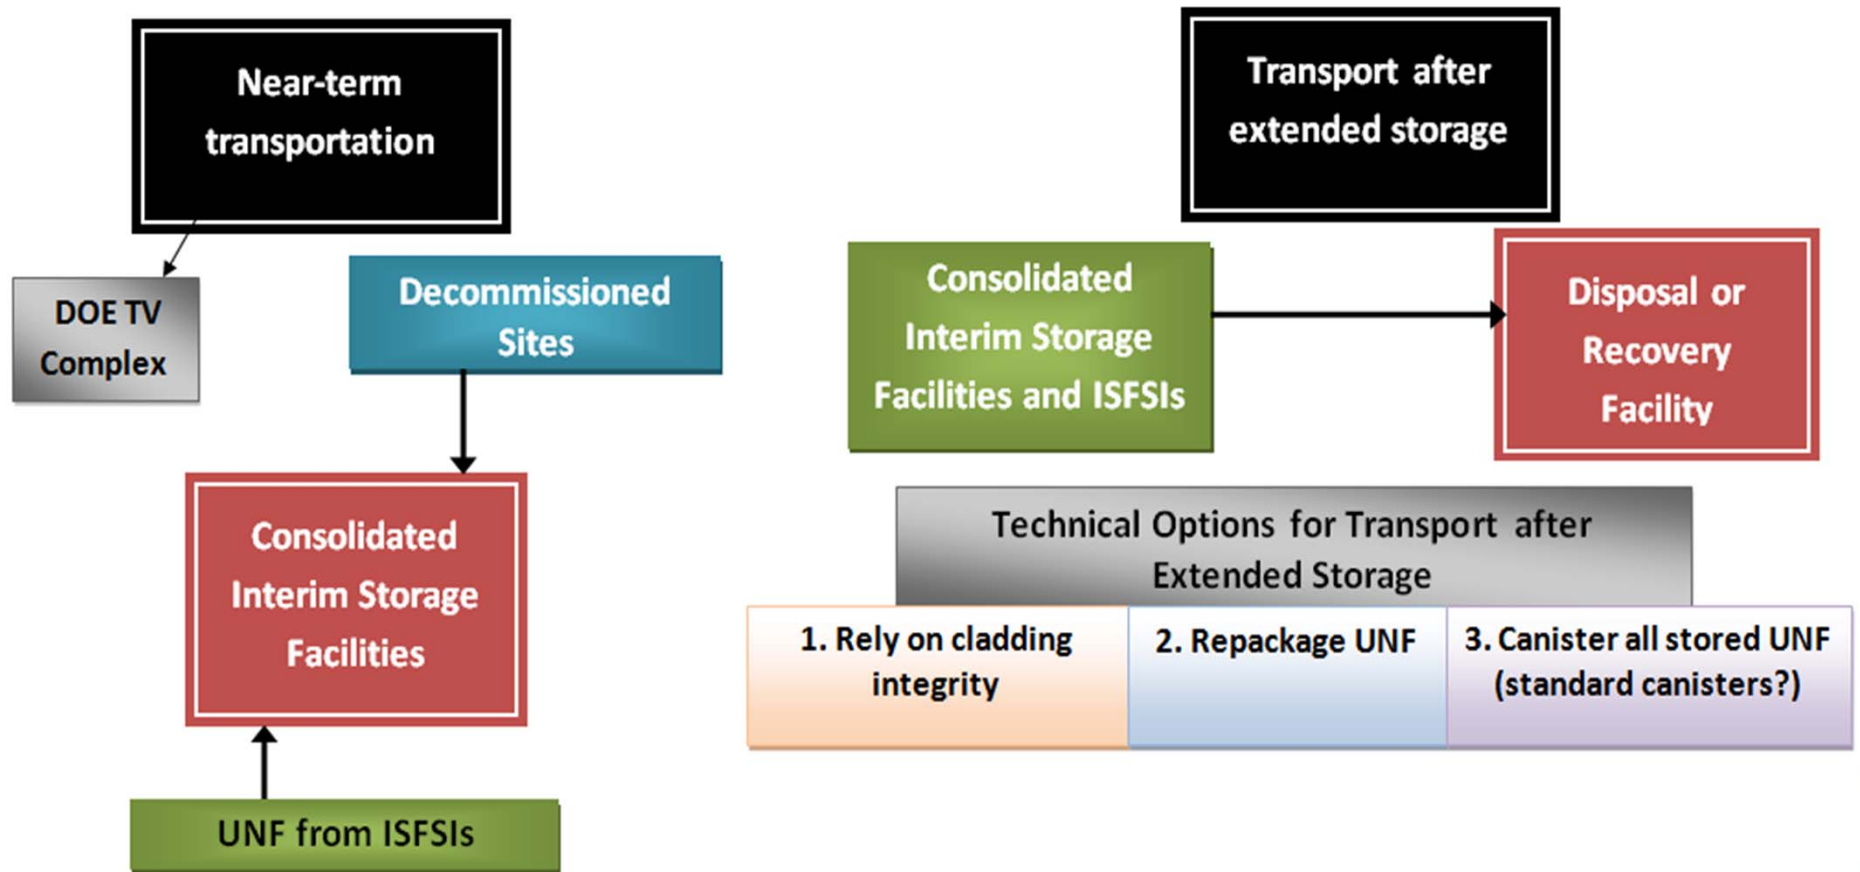 Near-term
transportation
DOE TV
Complex
Decommissioned
Sites
Consolidated
Interim Storage
Facilities
UNF from ISFSIs
Transport after
extended storage
Consolidated
Interim Storage
Facilities and ISFSIs
Disposal or
Recovery
Facility
Technical Options for Transport after
Extended Storage
1. Rely on cladding
integrity
2. Repackage UNF
3. Canister all stored UNF
(standard canisters?)